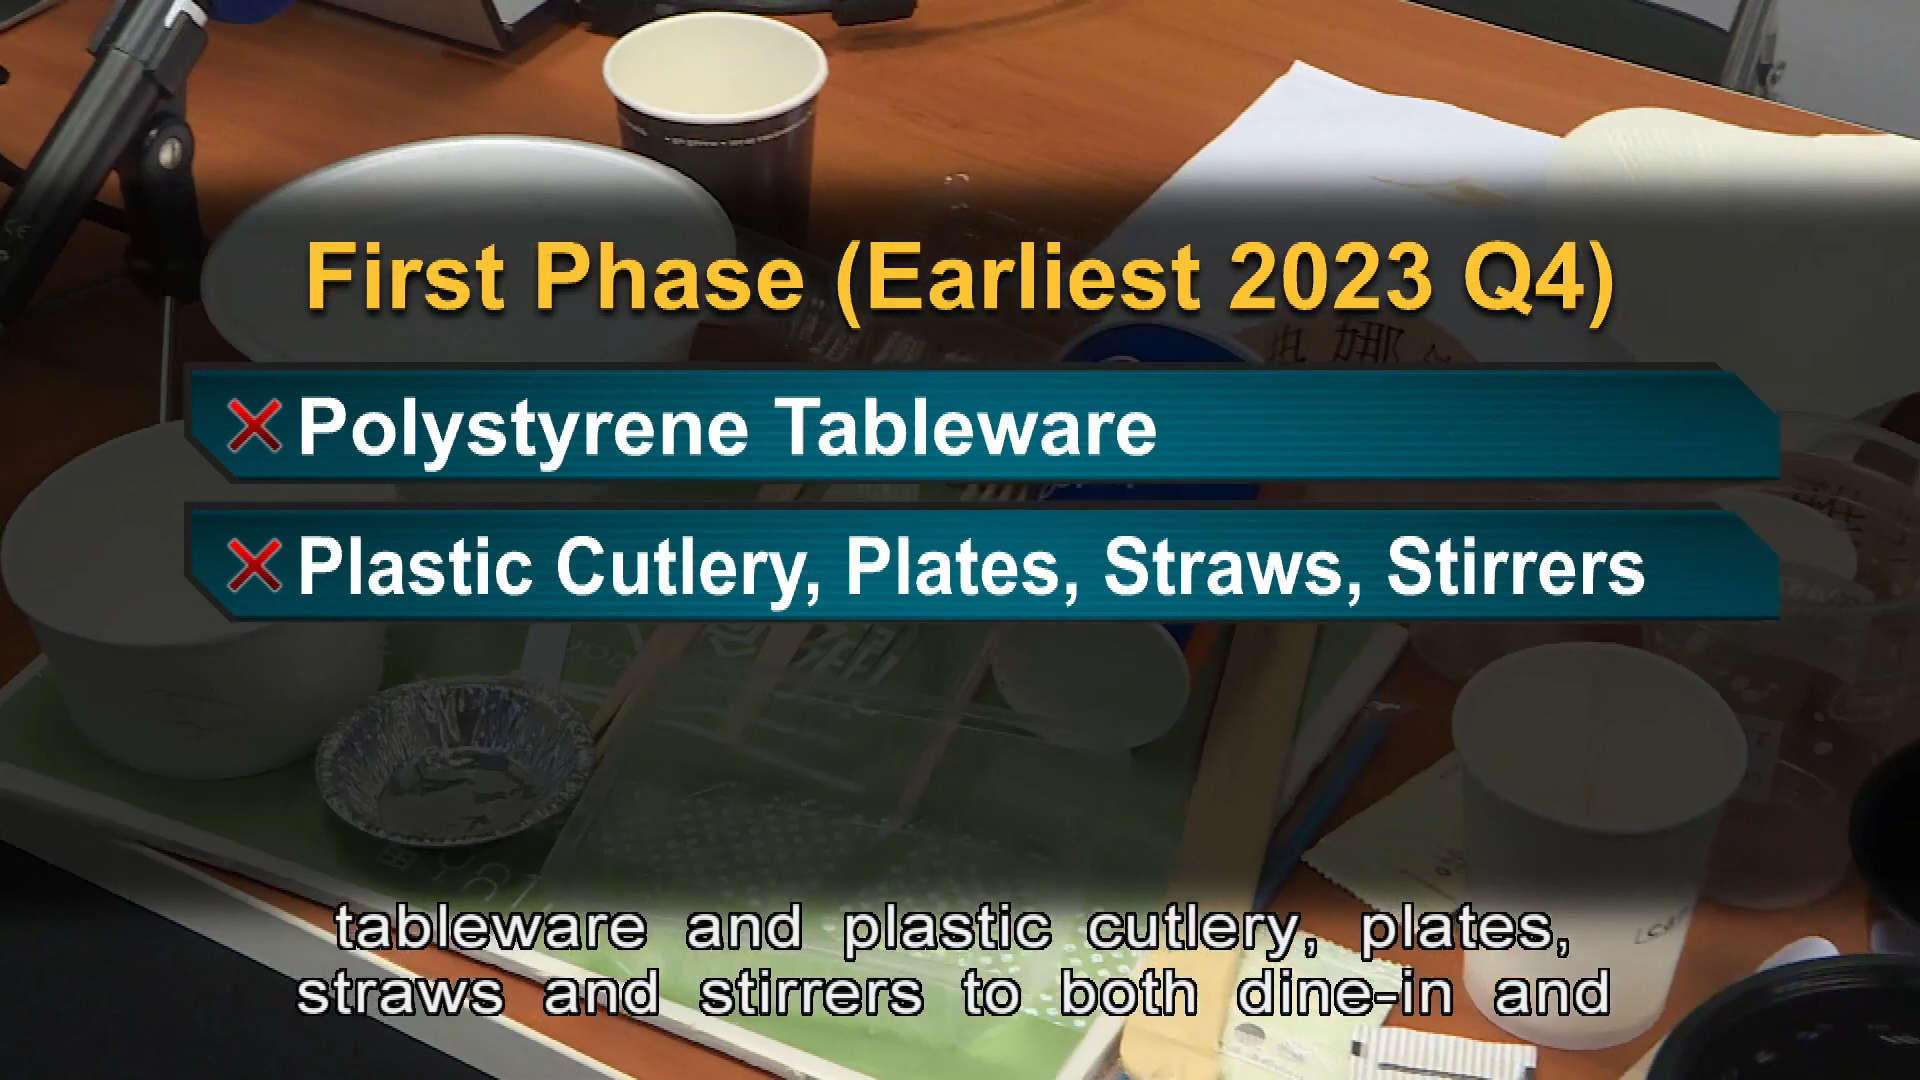 First Phase (Earliest 2023 Q4)
Polystyrene Tableware
Plastic Cutlery, Plates, Straws, Stirrers
tableware and plastic cutlery, plates,
straws and stirrers to both dine-in and